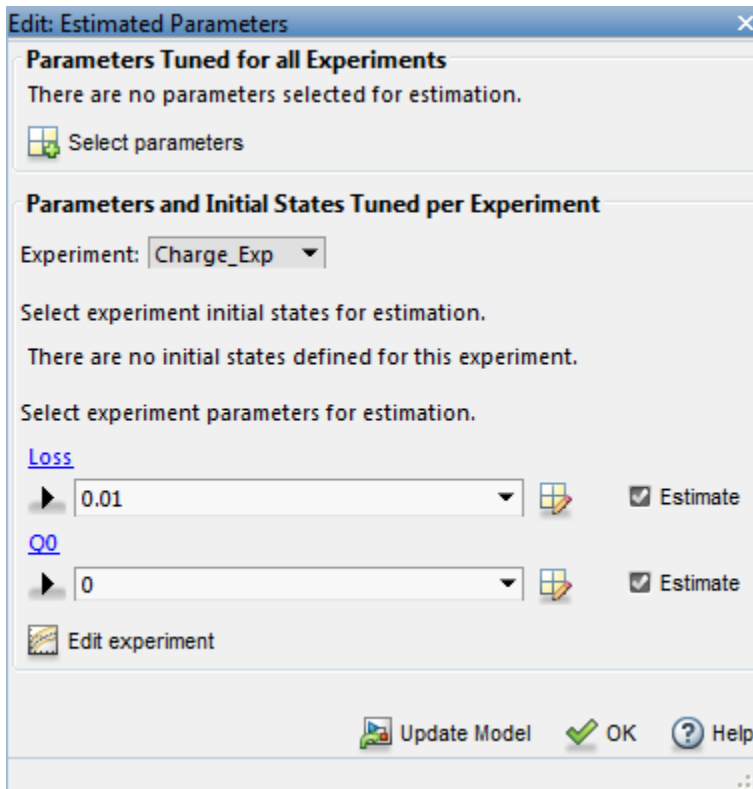 Edit: Estimated Parameters
Parameters Tuned for all Experiments
There are no parameters selected for estimation.
Select parameters
Parameters and Initial States Tuned per Experiment
Experiment: Charge_Exp
Select experiment initial states for estimation.
There are no initial states defined for this experiment.
Select experiment parameters for estimation.
Loss
0.01 Estimate
Q0
0 Estimate
Edit experiment
Update Model OK Help